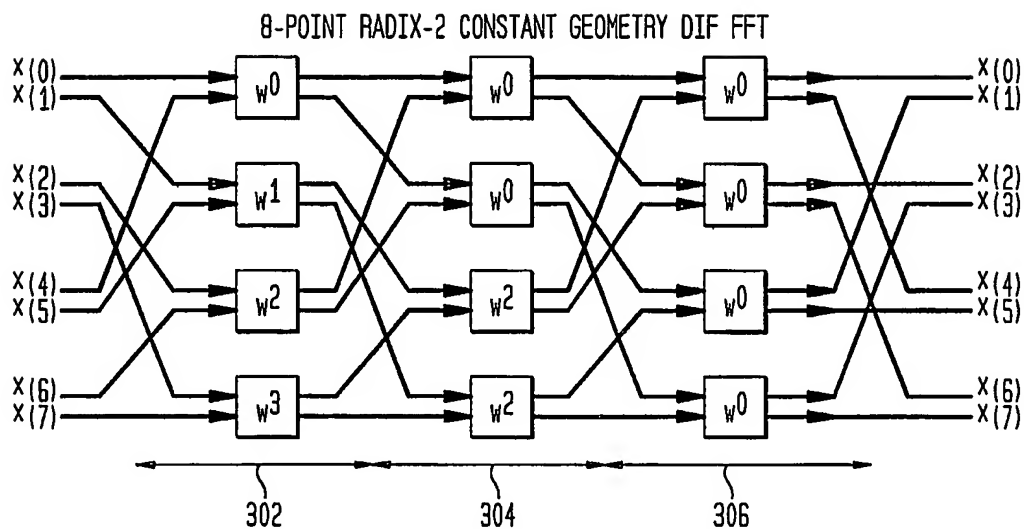 8-POINT RADIX-2 CONSTANT GEOMETRY DIF FFT
X(0)
X(1)
X(2)
X(3)
X(4)
X(5)
X(6)
X(7)
W0
W1
W2
W3
W0
W0
W2
W2
W0
W0
W0
W0
X(0)
X(1)
X(2)
X(3)
X(4)
X(5)
X(6)
X(7)
302
304
306